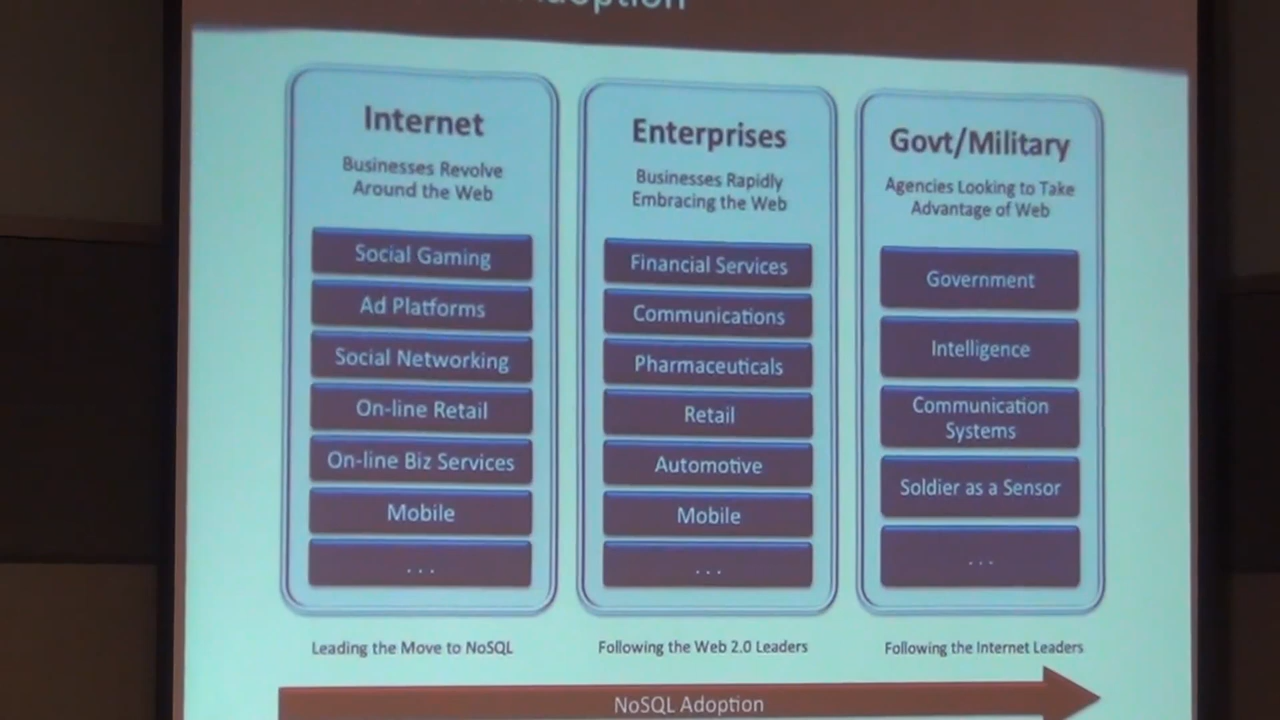 Adoption
Internet
Businesses Revolve
Around the Web
Social Gaming
Ad Platforms
Social Networking
On-line Retail
On-line Biz Services
Mobile
...
Leading the Move to NoSQL
Enterprises
Businesses Rapidly
Embracing the Web
Financial Services
Communications
Pharmaceuticals
Retail
Automotive
Mobile
...
Following the Web 2.0 Leaders
Govt/Military
Agencies Looking to Take
Advantage of Web
Government
Intelligence
Communication
Systems
Soldier as a Sensor
...
Following the Internet Leaders
NoSQL Adoption